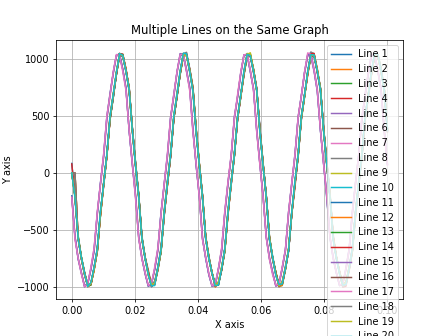 Multiple Lines on the Same Graph
Y axis
1000
500
0
−500
−1000
0.00
0.02
0.04
0.06
0.08
X axis
Line 1
Line 2
Line 3
Line 4
Line 5
Line 6
Line 7
Line 8
Line 9
Line 10
Line 11
Line 12
Line 13
Line 14
Line 15
Line 16
Line 17
Line 18
Line 19
Line 20